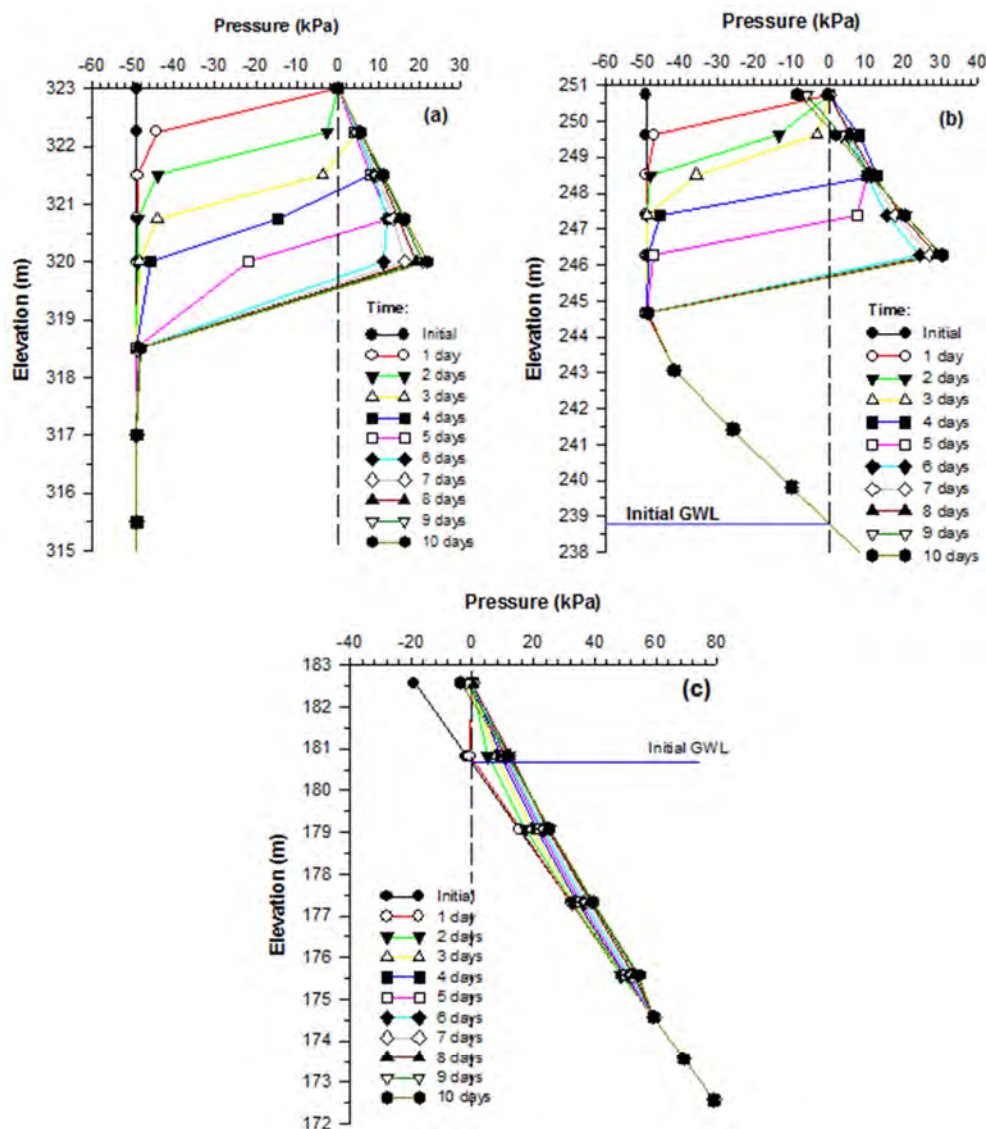 Pressure (kPa)
-60 -50 -40 -30 -20 -10 0 10 20 30
(a)
Elevation (m)
323
322
321
320
319
318
317
316
315
Time:
Initial
1 day
2 days
3 days
4 days
5 days
6 days
7 days
8 days
9 days
10 days
Pressure (kPa)
-60 -50 -40 -30 -20 -10 0 10 20 30 40
(b)
Elevation (m)
251
250
249
248
247
246
245
244
243
242
241
240
239
238
Initial GWL
Time:
Initial
1 day
2 days
3 days
4 days
5 days
6 days
7 days
8 days
9 days
10 days
Pressure (kPa)
-40 -20 0 20 40 60 80
(c)
Elevation (m)
183
182
181
180
179
178
177
176
175
174
173
172
Initial GWL
Initial
1 days
2 days
3 days
4 days
5 days
6 days
7 days
8 days
9 days
10 days